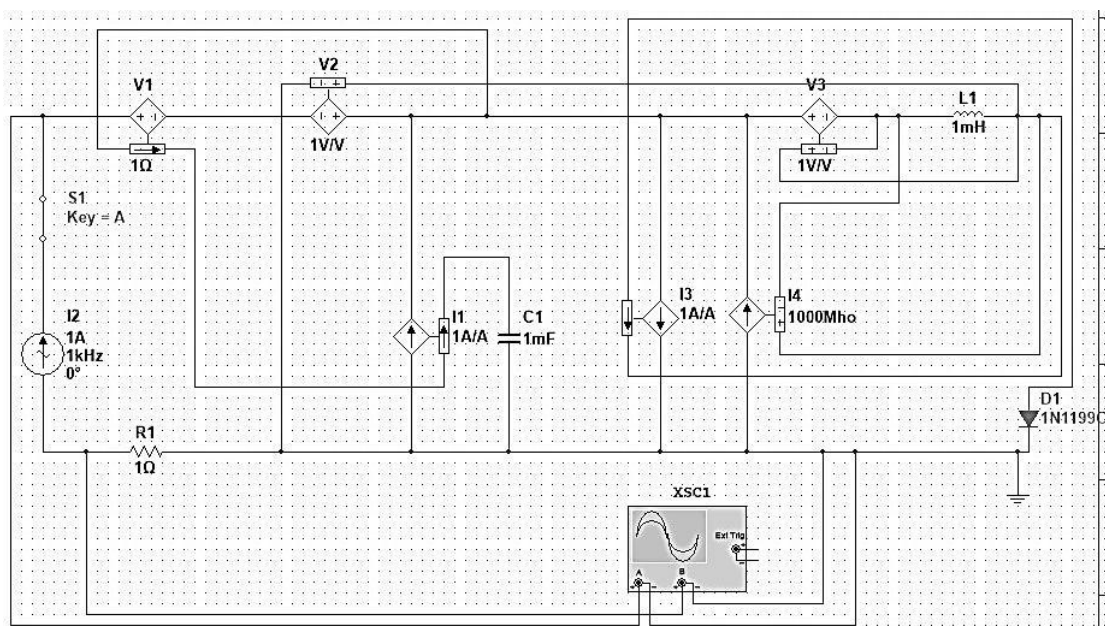 V1
1Ω
V2
1V/V
V3
1V/V
L1
1mH
S1
Key = A
I2
1A
1kHz
0°
I1
1A/A
C1
1mF
I3
1A/A
I4
1000Mho
D1
1N1199C
R1
1Ω
XSC1
Ext Trig
A
B